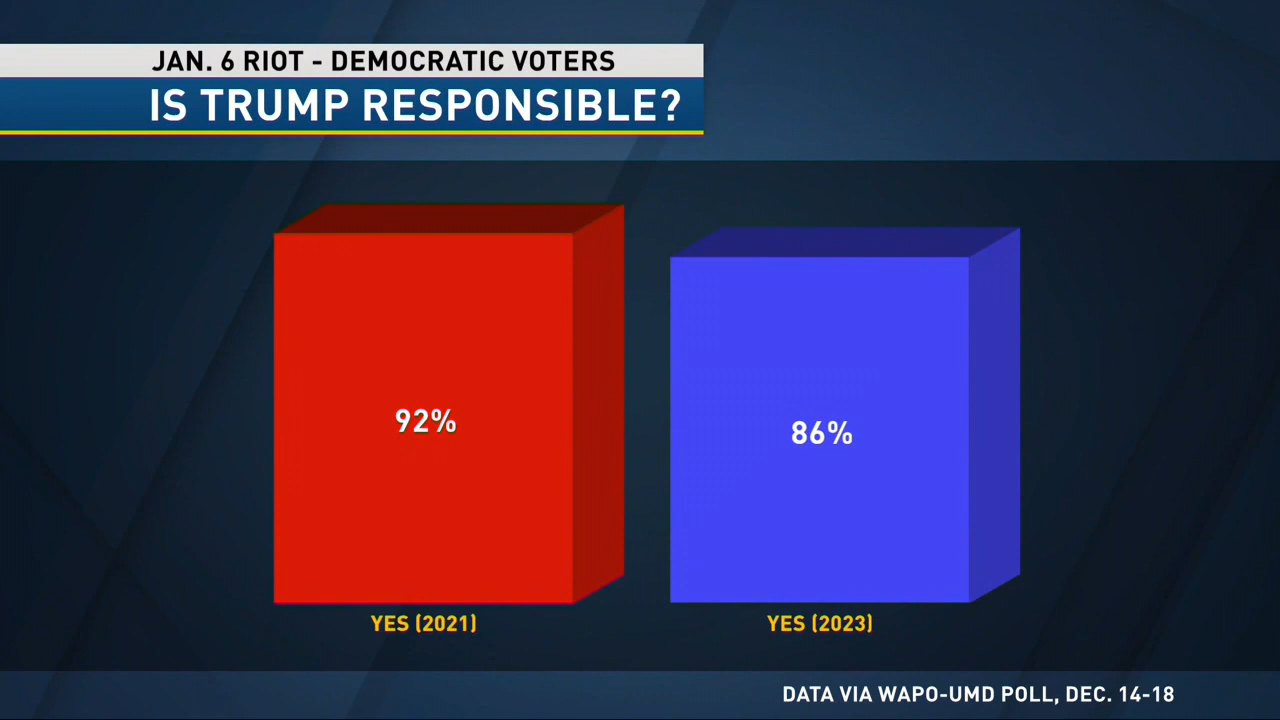 JAN. 6 RIOT - DEMOCRATIC VOTERS
IS TRUMP RESPONSIBLE?
92%
86%
YES (2021)
YES (2023)
DATA VIA WAPO-UMD POLL, DEC. 14-18